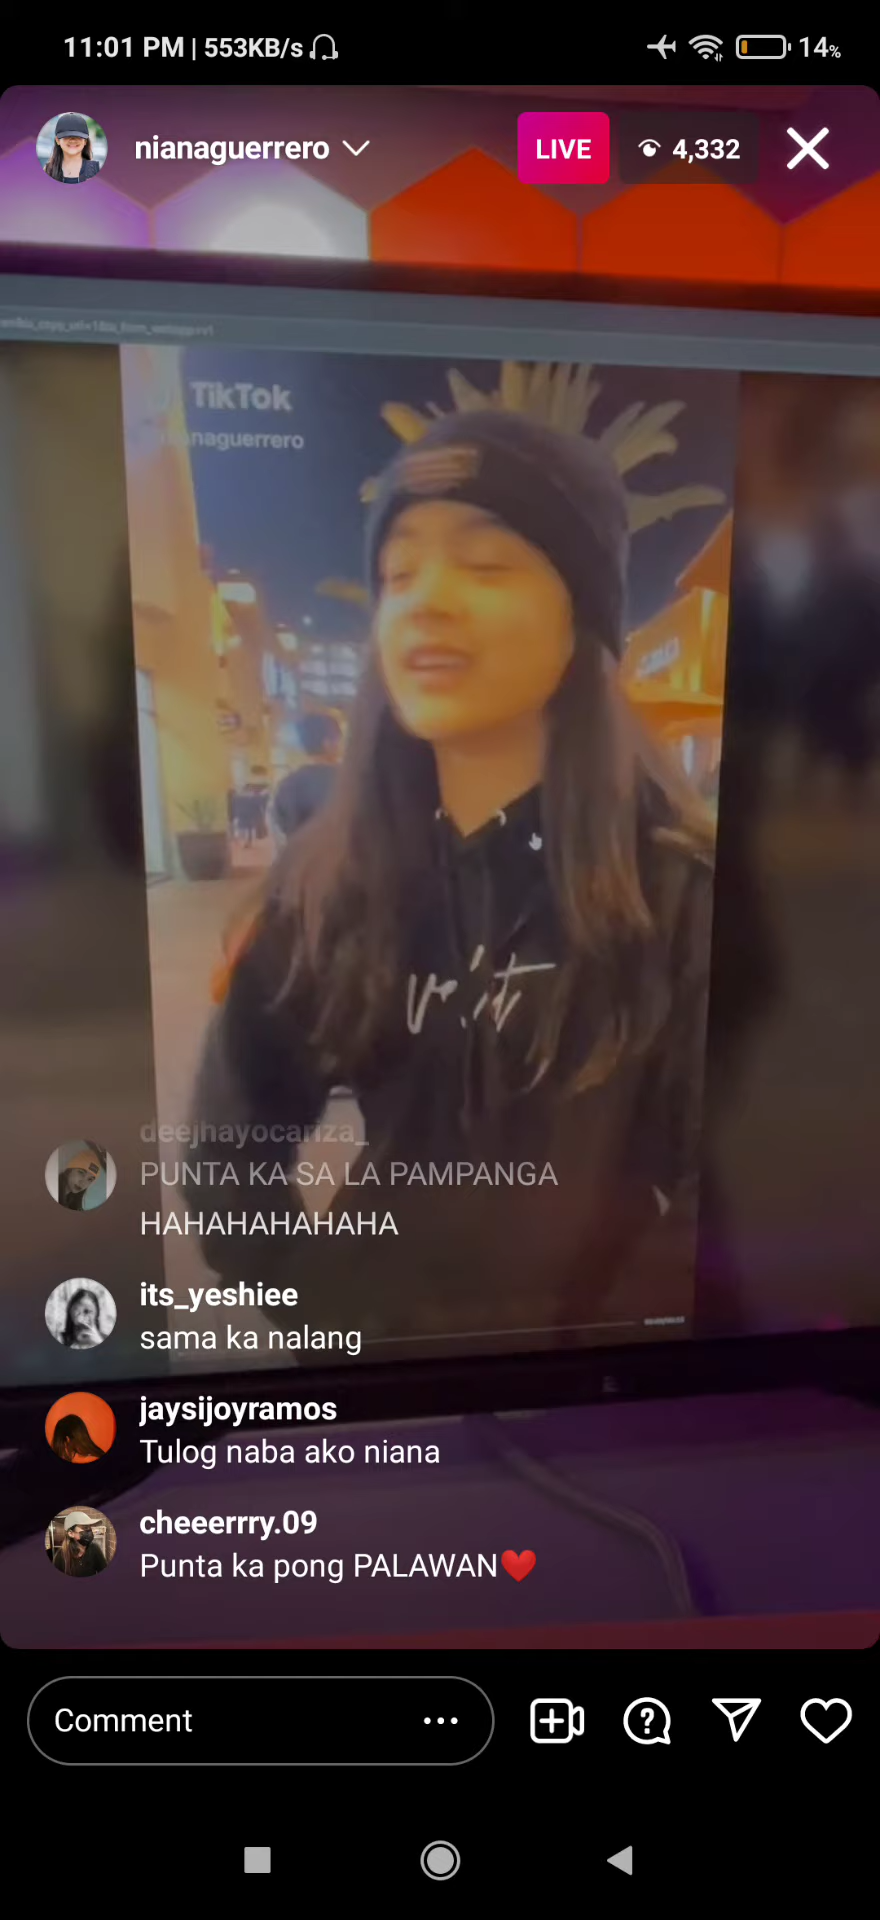 11:01 PM | 553KB/s
14%
nianaguerrero
LIVE
4,332
TikTok
naguerrero
deejhayocariza_
PUNTA KA SA LA PAMPANGA
HAHAHAHAHAHA
its_yeshiee
sama ka nalang
jaysijoyramos
Tulog naba ako niana
cheeerrry.09
Punta ka pong PALAWAN❤️
Comment